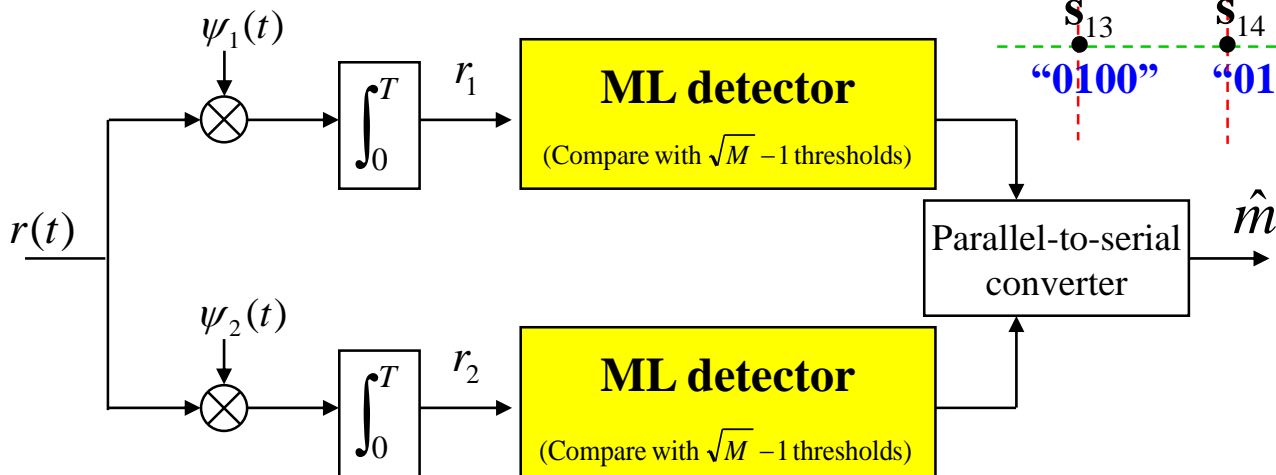 s₁₃ s₁₄
ψ₁(t)
“0100” “01
∫₀ᵀ r₁
ML detector
(Compare with √M − 1 thresholds)
r(t)
Parallel-to-serial
converter
m̂
ψ₂(t)
∫₀ᵀ r₂
ML detector
(Compare with √M − 1 thresholds)